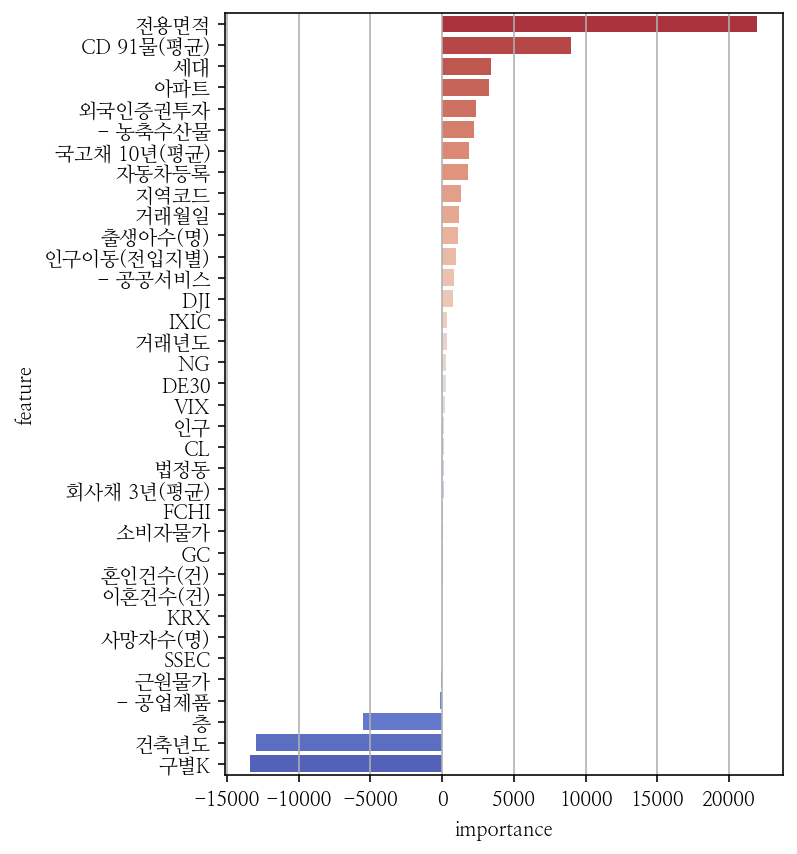 전용면적
CD 91물(평균)
세대
아파트
외국인증권투자
- 농축수산물
국고채 10년(평균)
자동차등록
지역코드
거래월일
출생아수(명)
인구이동(전입지별)
- 공공서비스
DJI
IXIC
거래년도
NG
DE30
VIX
인구
CL
법정동
회사채 3년(평균)
FCHI
소비자물가
GC
혼인건수(건)
이혼건수(건)
KRX
사망자수(명)
SSEC
근원물가
- 공업제품
층
건축년도
구별K
feature
-15000 -10000 -5000 0 5000 10000 15000 20000
importance